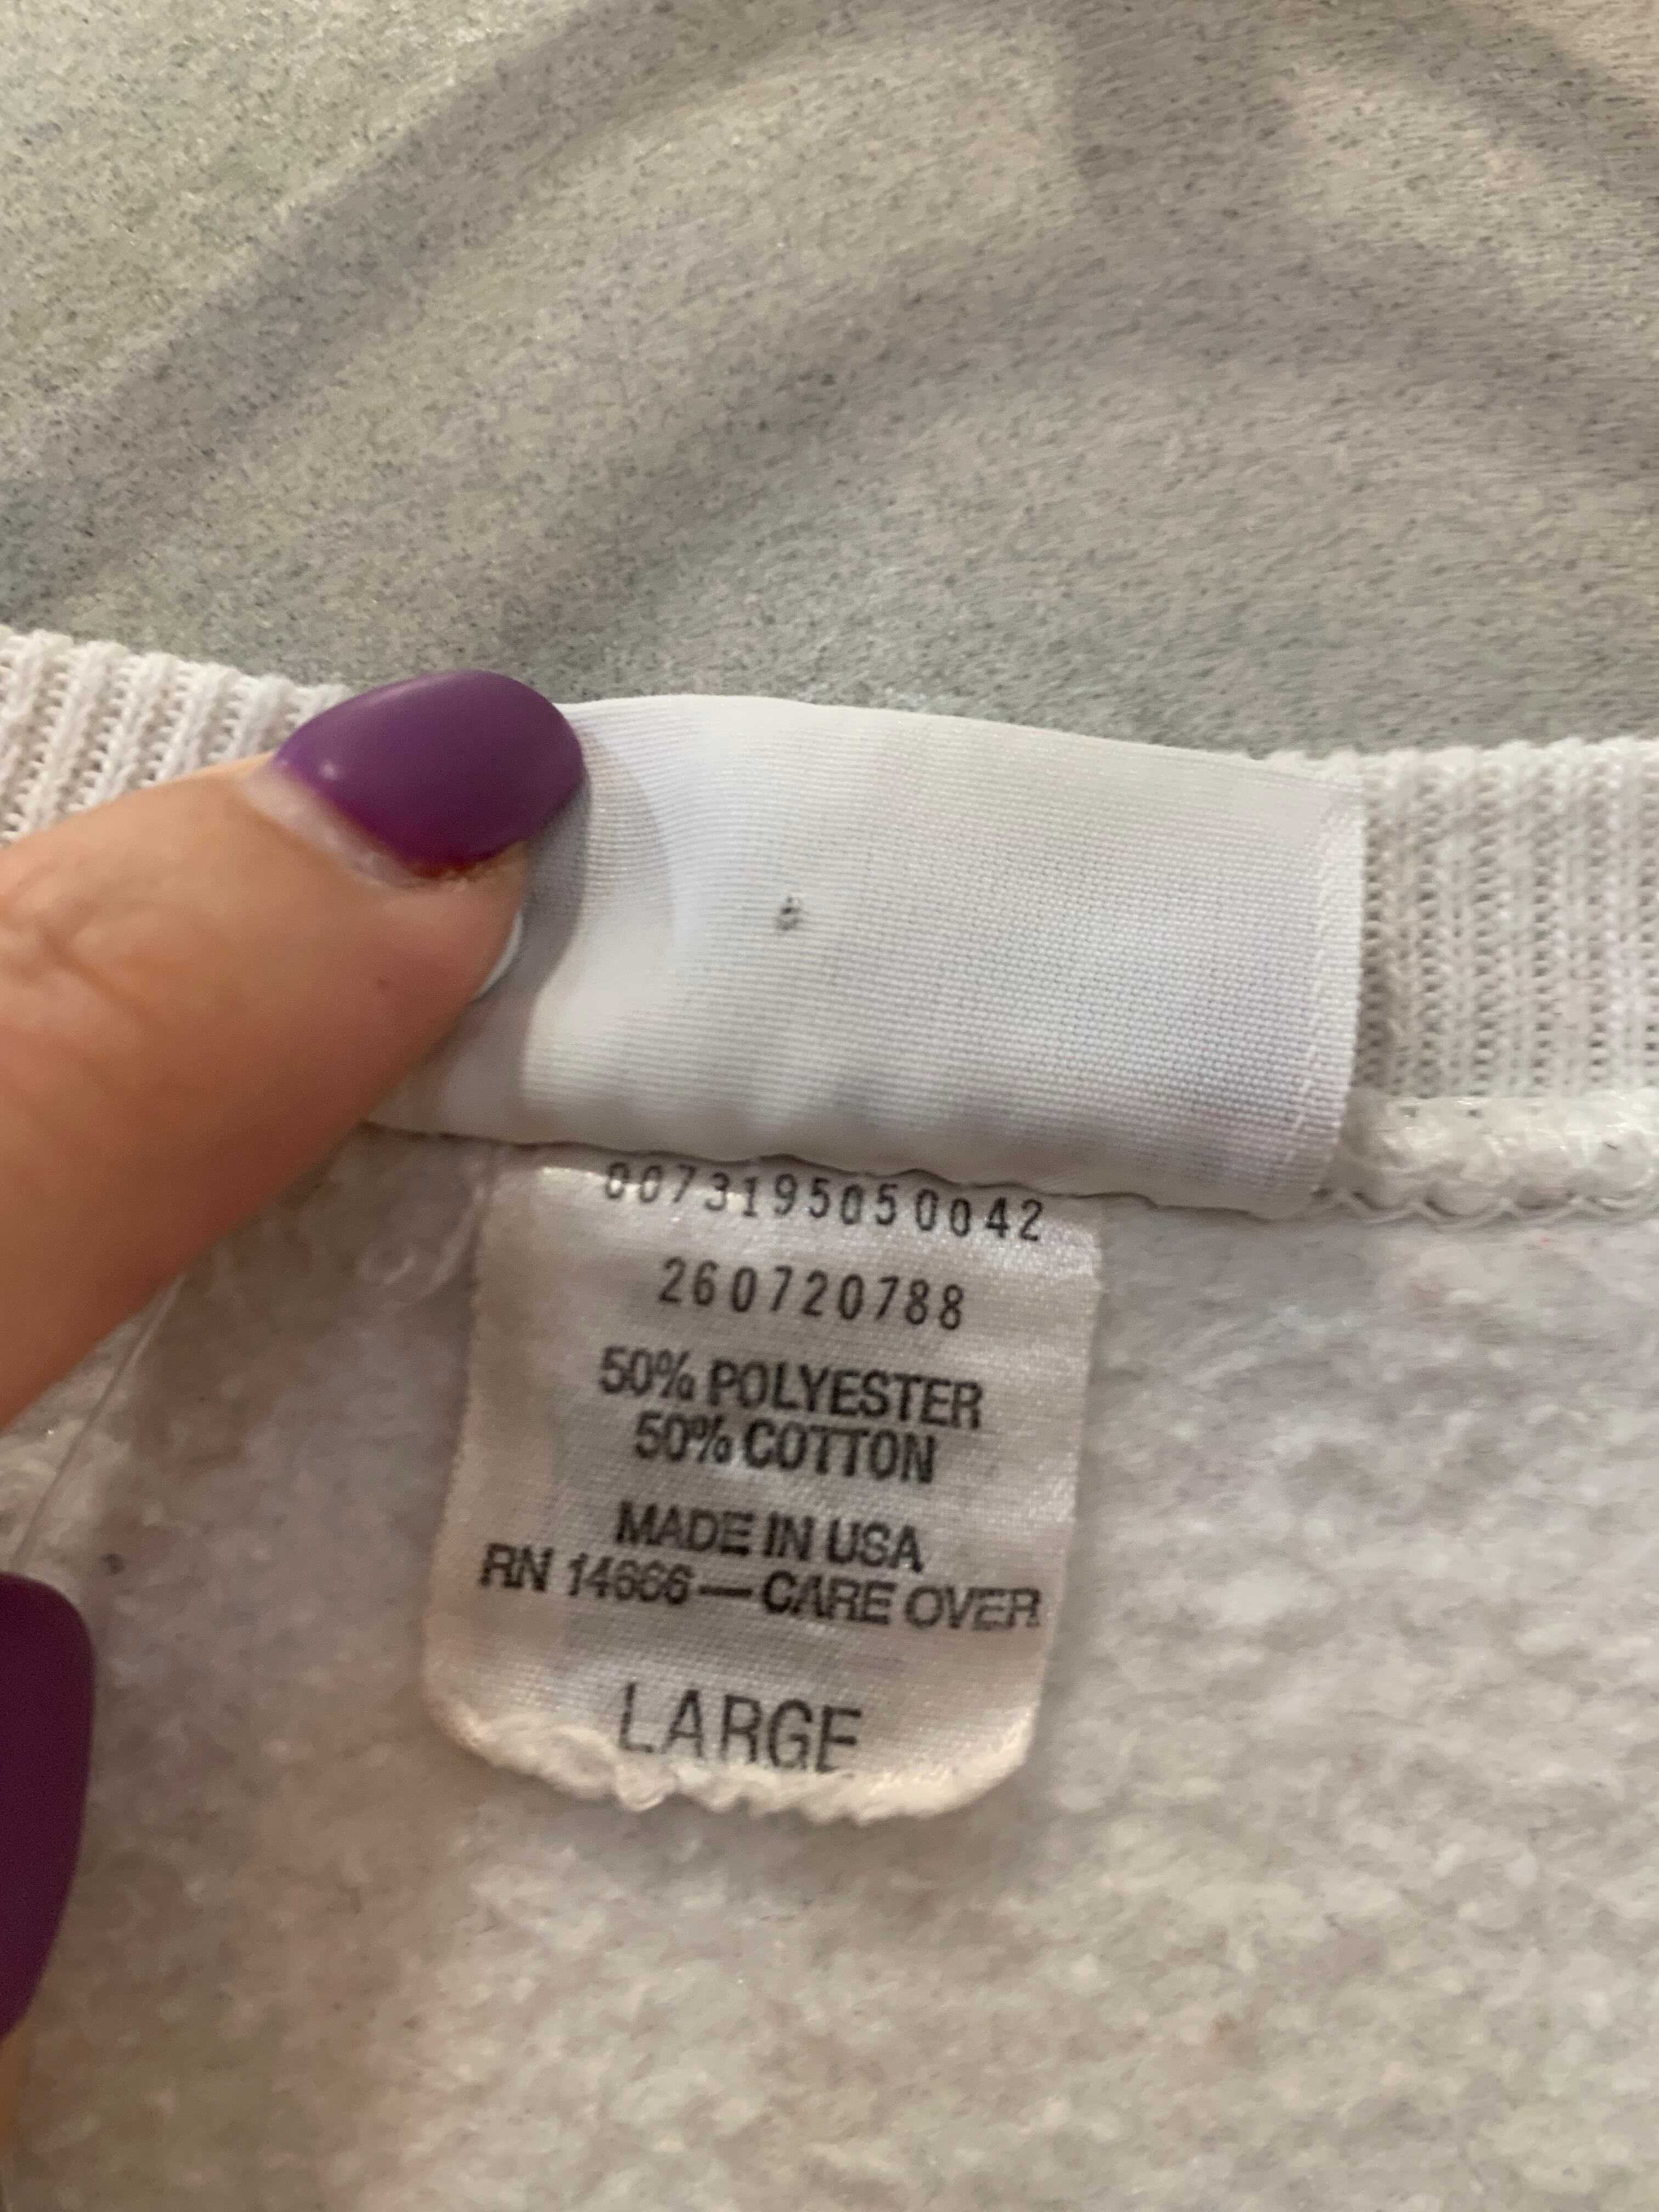 0073195050042
260720788
50% POLYESTER
50% COTTON
MADE IN USA
RN 14666—CARE OVER
LARGE